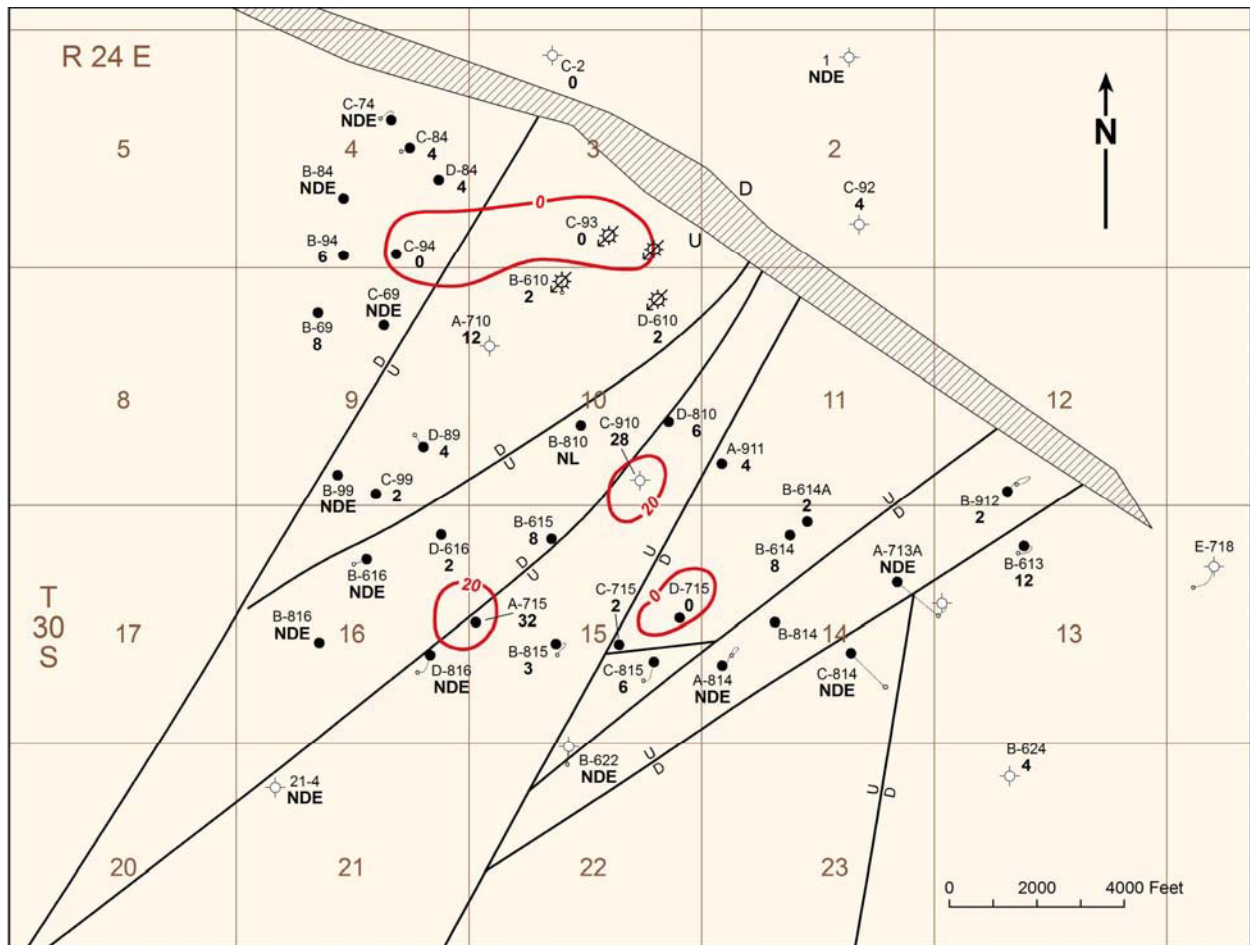 R 24 E
C-2
0
1
NDE
N
C-74
NDE
C-84
4
5
4
3
2
D-84
4
B-84
NDE
D
C-92
4
0
C-93
0
U
B-94
6
C-94
0
B-610
2
C-69
NDE
D-610
2
B-69
8
A-710
12
D
U
8
9
10
11
12
D-89
4
C-910
28
D-810
6
B-810
NL
D
U
A-911
4
B-99
NDE
C-99
2
20
B-614A
2
U
D
B-912
2
D-616
2
B-615
8
B-614
8
A-713A
NDE
B-613
12
E-718
D
U
U
D
B-616
NDE
20
A-715
32
C-715
2
D-715
0
0
T
30
S
17
B-816
NDE
16
15
B-814
14
13
D-816
NDE
B-815
3
C-815
6
A-814
NDE
C-814
NDE
B-622
NDE
U
D
B-624
4
21-4
NDE
U
D
20
21
22
23
0
2000
4000 Feet